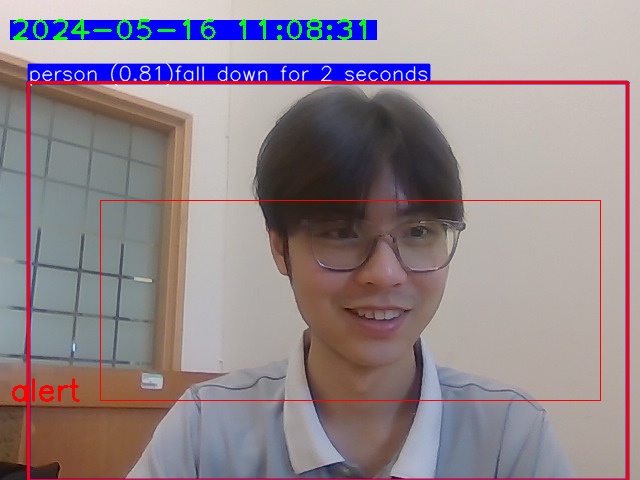 2024-05-16 11:08:31
person (0.81)fall down for 2 seconds
alert